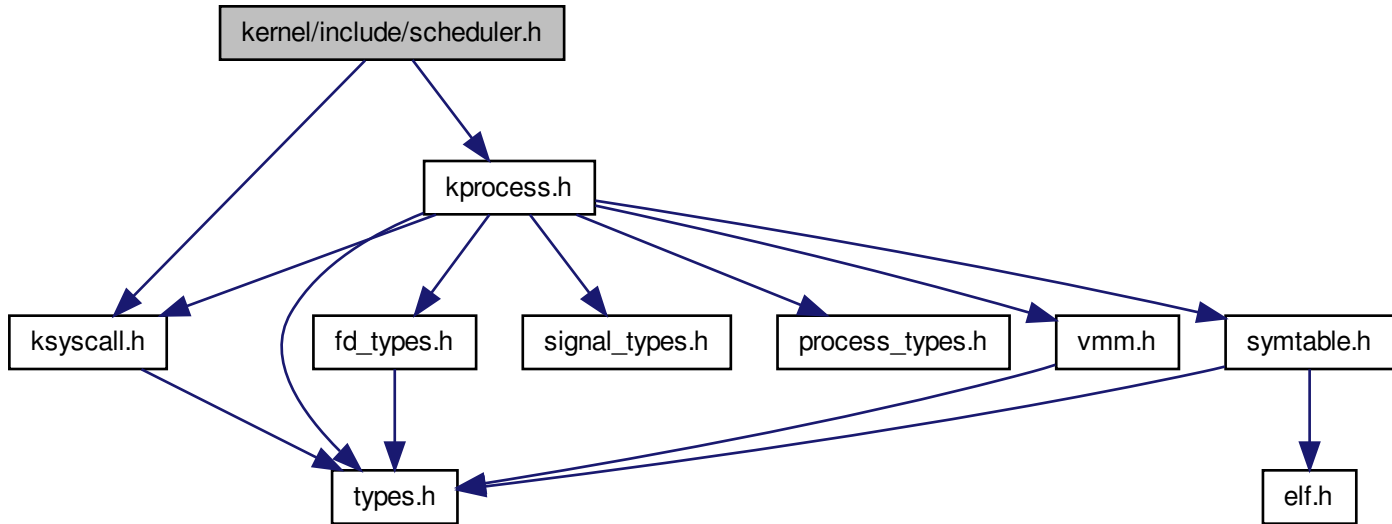 kernel/include/scheduler.h
kprocess.h
ksyscall.h
fd_types.h
signal_types.h
process_types.h
vmm.h
symtable.h
types.h
elf.h